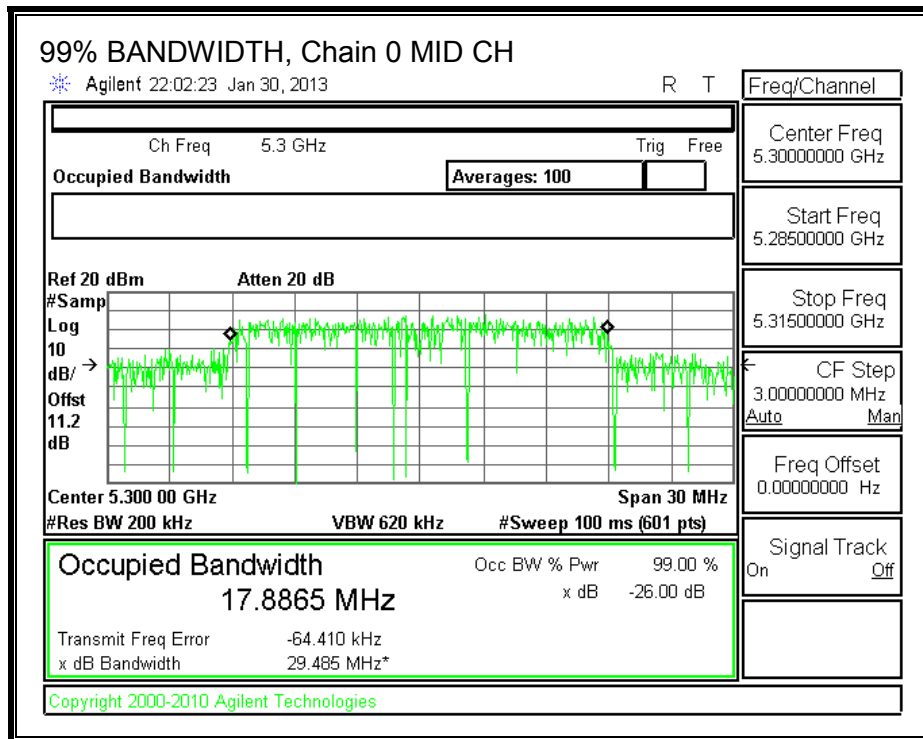 99% BANDWIDTH, Chain 0 MID CH
Agilent 22:02:23 Jan 30, 2013 R T
Freq/Channel
Ch Freq 5.3 GHz Trig Free
Occupied Bandwidth Averages: 100
Center Freq
5.30000000 GHz
Start Freq
5.28500000 GHz
Stop Freq
5.31500000 GHz
CF Step
3.00000000 MHz
Auto Man
Freq Offset
0.00000000 Hz
Signal Track
On Off
Ref 20 dBm Atten 20 dB
#Samp
Log
10
dB/
Offst
11.2
dB
Center 5.300 00 GHz Span 30 MHz
#Res BW 200 kHz VBW 620 kHz #Sweep 100 ms (601 pts)
Occupied Bandwidth Occ BW % Pwr 99.00 %
17.8865 MHz x dB -26.00 dB
Transmit Freq Error -64.410 kHz
x dB Bandwidth 29.485 MHz*
Copyright 2000-2010 Agilent Technologies